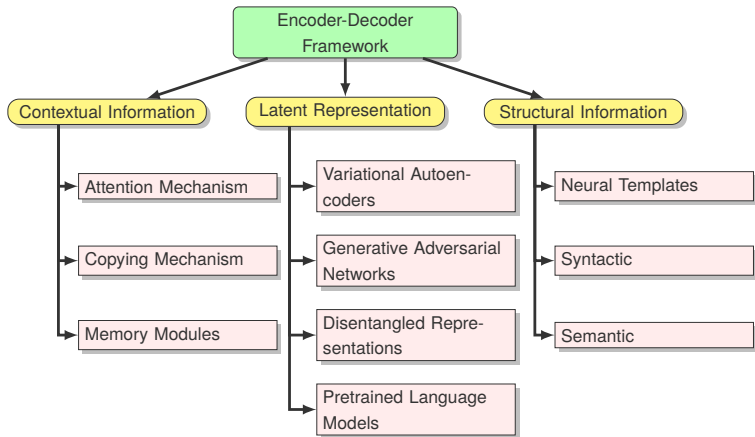 Encoder-Decoder
Framework
Contextual Information
Latent Representation
Structural Information
Attention Mechanism
Copying Mechanism
Memory Modules
Variational Autoen-
coders
Generative Adversarial
Networks
Disentangled Repre-
sentations
Pretrained Language
Models
Neural Templates
Syntactic
Semantic